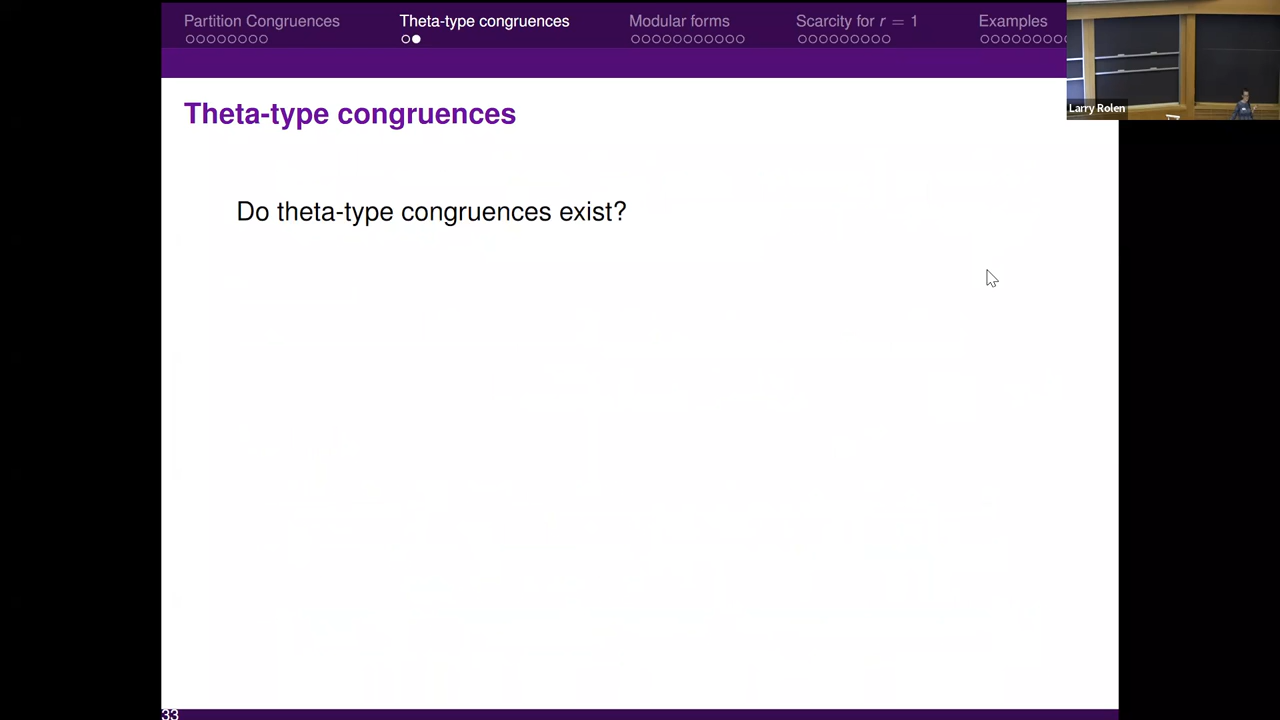 Partition Congruences
Theta-type congruences
Modular forms
Scarcity for r = 1
Examples
Larry Rolen
Theta-type congruences
Do theta-type congruences exist?
33